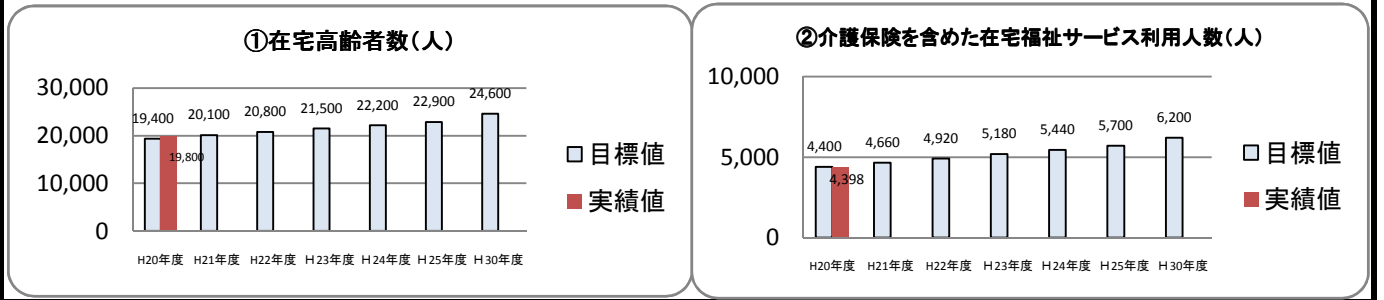 ①在宅高齢者数(人)
30,000
20,000
10,000
0
19,400
19,800
20,100
20,800
21,500
22,200
22,900
24,600
H20年度 H21年度 H22年度 H23年度 H24年度 H25年度 H30年度
目標値
実績値
②介護保険を含めた在宅福祉サービス利用人数(人)
10,000
5,000
0
4,400
4,398
4,660
4,920
5,180
5,440
5,700
6,200
H20年度 H21年度 H22年度 H23年度 H24年度 H25年度 H30年度
目標値
実績値